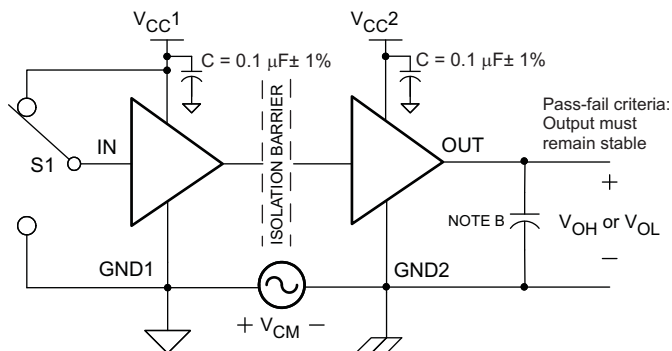 VCC1
VCC2
C = 0.1 μF± 1%
C = 0.1 μF± 1%
Pass-fail criteria:
Output must
remain stable
IN
OUT
S1
ISOLATION BARRIER
NOTE B
VOH or VOL
+
–
GND1
GND2
+ VCM –